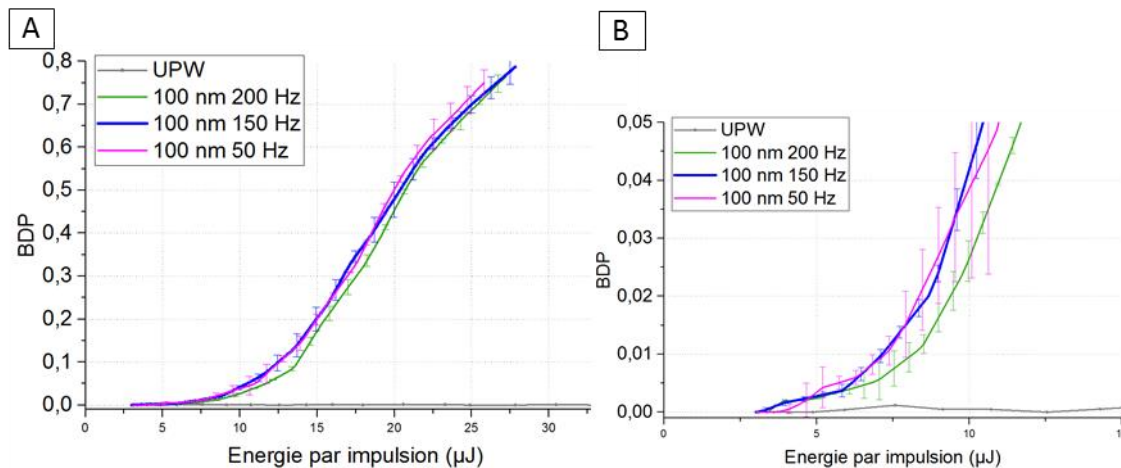 A
BDP
0,8
0,7
0,6
0,5
0,4
0,3
0,2
0,1
0,0
UPW
100 nm 200 Hz
100 nm 150 Hz
100 nm 50 Hz
0 5 10 15 20 25 30
Energie par impulsion (µJ)
B
BDP
0,05
0,04
0,03
0,02
0,01
0,00
UPW
100 nm 200 Hz
100 nm 150 Hz
100 nm 50 Hz
0 5 10 15
Energie par impulsion (µJ)